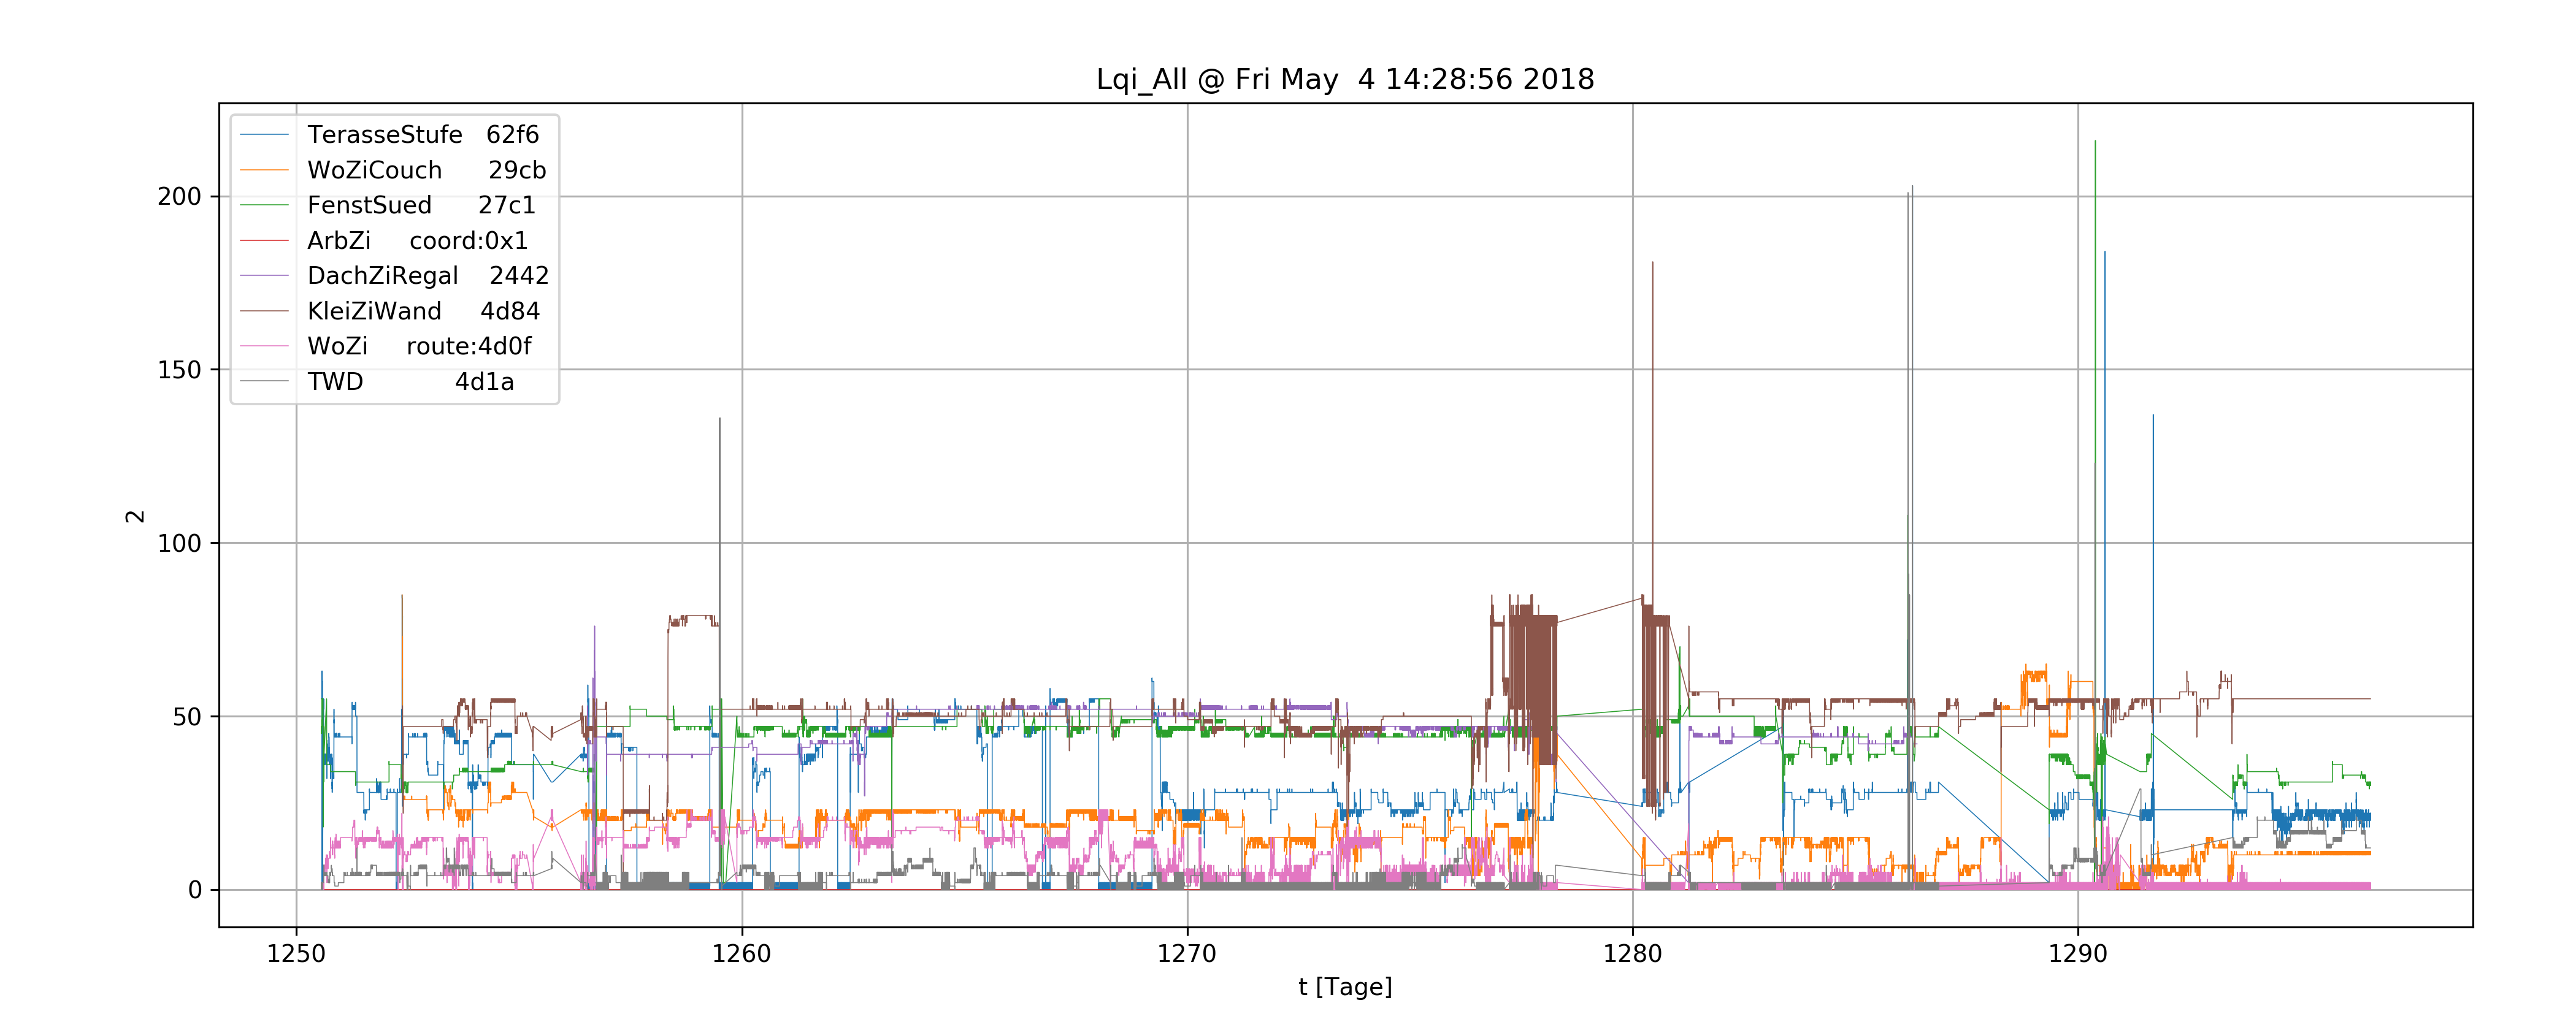 Lqi_All @ Fri May  4 14:28:56 2018
TerasseStufe   62f6
WoZiCouch      29cb
FenstSued      27c1
ArbZi     coord:0x1
DachZiRegal    2442
KleiZiWand     4d84
WoZi     route:4d0f
TWD            4d1a
200
150
100
50
0
2
1250 1260 1270 1280 1290
t [Tage]